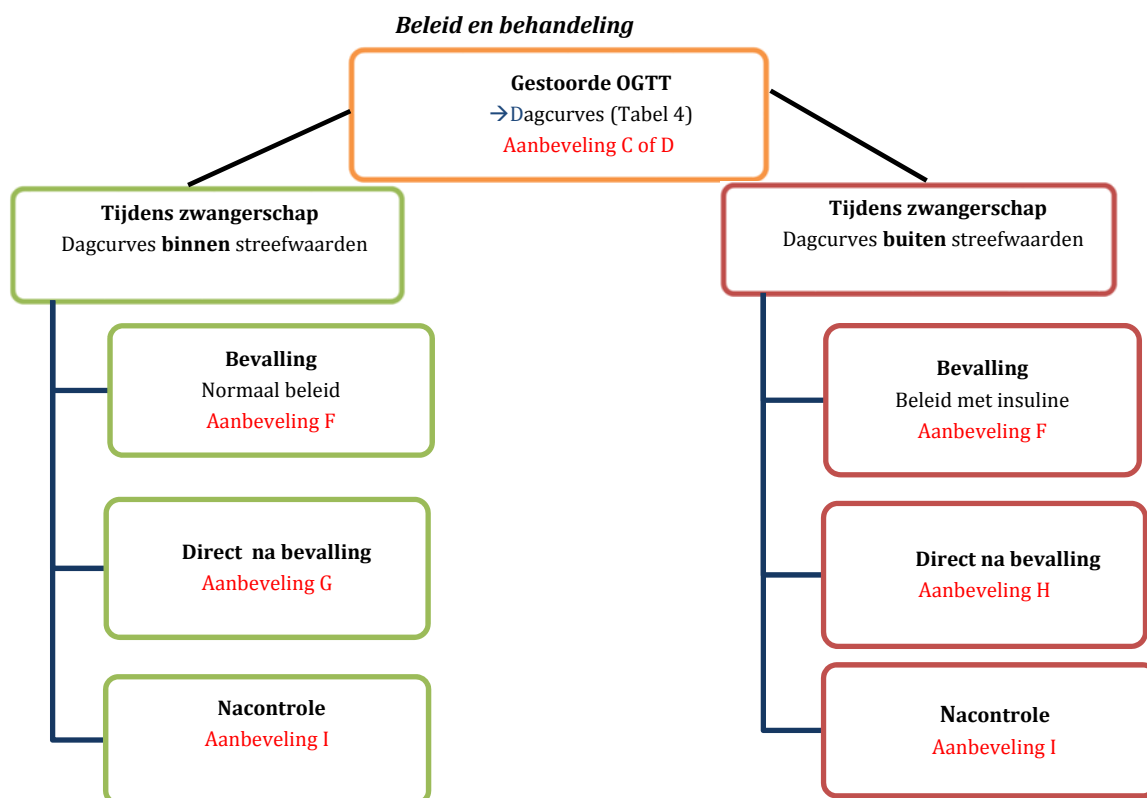 Beleid en behandeling
Gestoorde OGTT
→Dagcurves (Tabel 4)
Aanbeveling C of D
Tijdens zwangerschap
Dagcurves binnen streefwaarden
Bevalling
Normaal beleid
Aanbeveling F
Direct na bevalling
Aanbeveling G
Nacontrole
Aanbeveling I
Tijdens zwangerschap
Dagcurves buiten streefwaarden
Bevalling
Beleid met insuline
Aanbeveling F
Direct na bevalling
Aanbeveling H
Nacontrole
Aanbeveling I